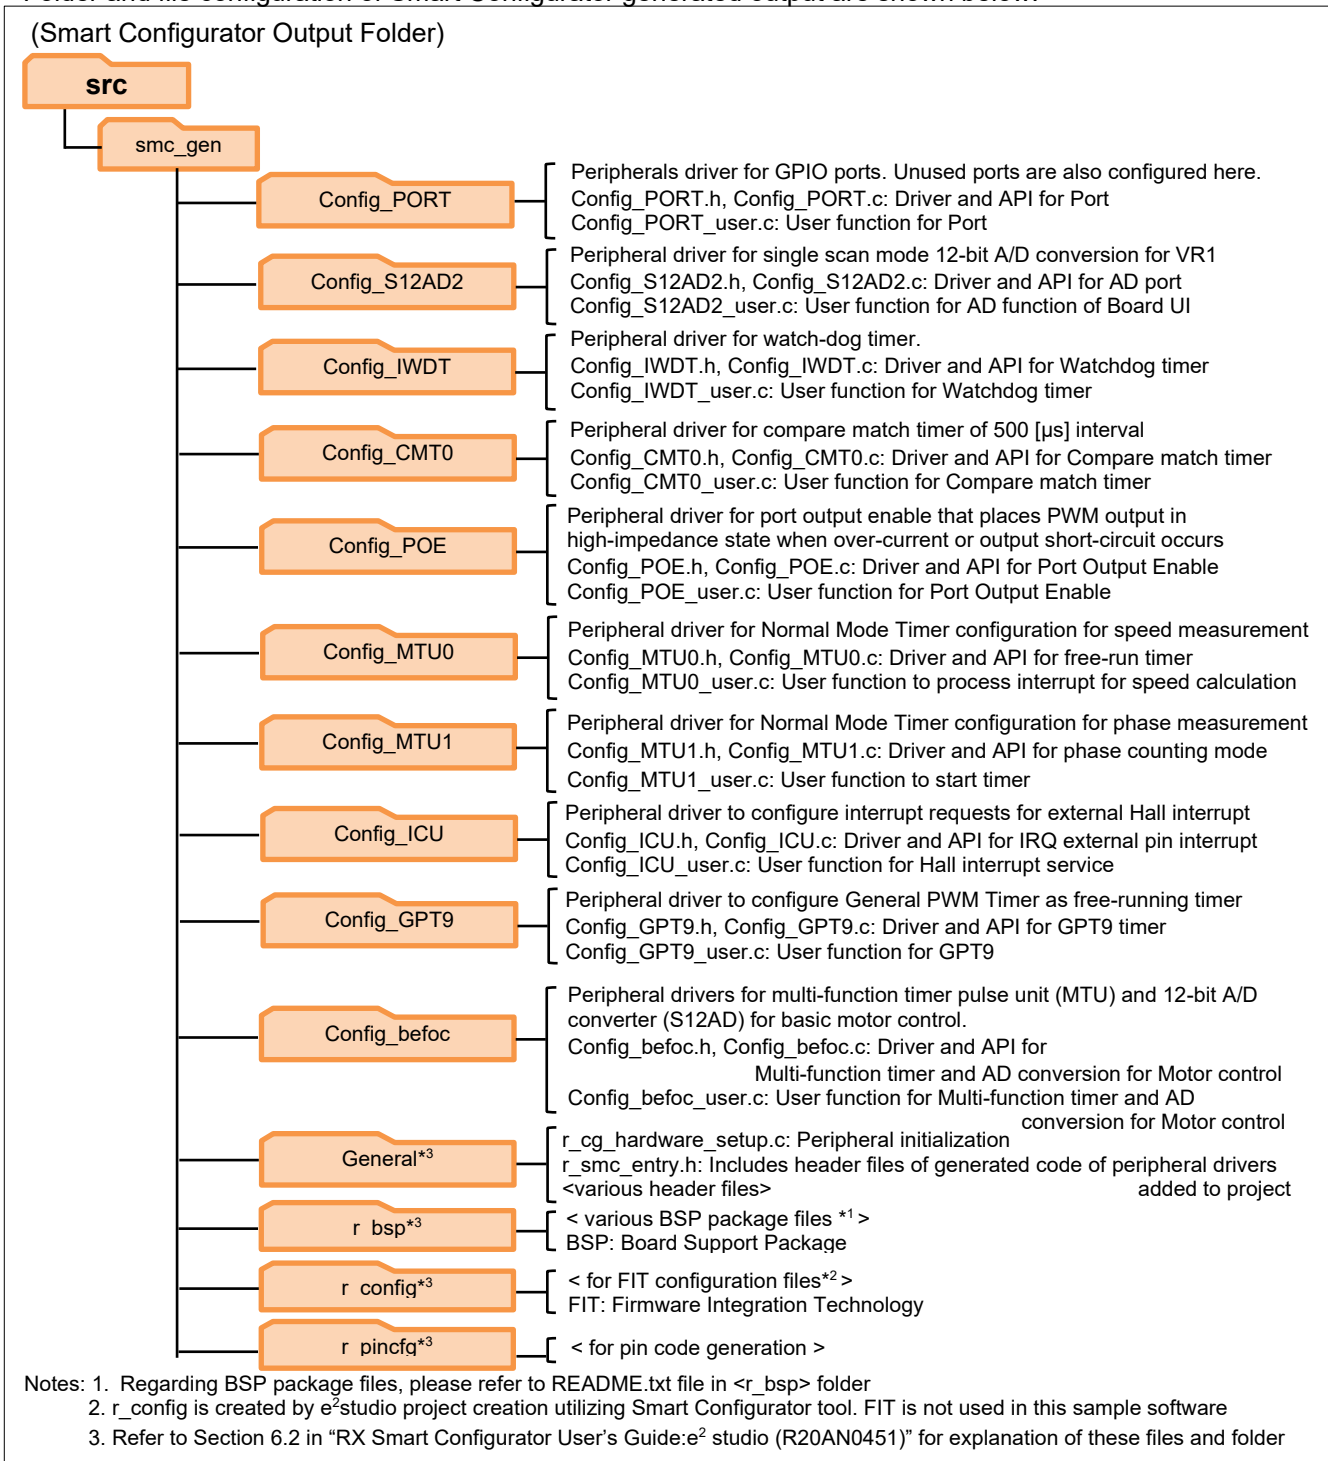 Folder and file configuration of Smart Configurator generated output are shown below.
(Smart Configurator Output Folder)
src
smc_gen
Config_PORT
Peripherals driver for GPIO ports. Unused ports are also configured here.
Config_PORT.h, Config_PORT.c: Driver and API for Port
Config_PORT_user.c: User function for Port
Config_S12AD2
Peripheral driver for single scan mode 12-bit A/D conversion for VR1
Config_S12AD2.h, Config_S12AD2.c: Driver and API for AD port
Config_S12AD2_user.c: User function for AD function of Board UI
Config_IWDT
Peripheral driver for watch-dog timer.
Config_IWDT.h, Config_IWDT.c: Driver and API for Watchdog timer
Config_IWDT_user.c: User function for Watchdog timer
Config_CMT0
Peripheral driver for compare match timer of 500 [µs] interval
Config_CMT0.h, Config_CMT0.c: Driver and API for Compare match timer
Config_CMT0_user.c: User function for Compare match timer
Config_POE
Peripheral driver for port output enable that places PWM output in
high-impedance state when over-current or output short-circuit occurs
Config_POE.h, Config_POE.c: Driver and API for Port Output Enable
Config_POE_user.c: User function for Port Output Enable
Config_MTU0
Peripheral driver for Normal Mode Timer configuration for speed measurement
Config_MTU0.h, Config_MTU0.c: Driver and API for free-run timer
Config_MTU0_user.c: User function to process interrupt for speed calculation
Config_MTU1
Peripheral driver for Normal Mode Timer configuration for phase measurement
Config_MTU1.h, Config_MTU1.c: Driver and API for phase counting mode
Config_MTU1_user.c: User function to start timer
Config_ICU
Peripheral driver to configure interrupt requests for external Hall interrupt
Config_ICU.h, Config_ICU.c: Driver and API for IRQ external pin interrupt
Config_ICU_user.c: User function for Hall interrupt service
Config_GPT9
Peripheral driver to configure General PWM Timer as free-running timer
Config_GPT9.h, Config_GPT9.c: Driver and API for GPT9 timer
Config_GPT9_user.c: User function for GPT9
Config_befoc
Peripheral drivers for multi-function timer pulse unit (MTU) and 12-bit A/D
converter (S12AD) for basic motor control.
Config_befoc.h, Config_befoc.c: Driver and API for
Multi-function timer and AD conversion for Motor control
Config_befoc_user.c: User function for Multi-function timer and AD
conversion for Motor control
General*3
r_cg_hardware_setup.c: Peripheral initialization
r_smc_entry.h: Includes header files of generated code of peripheral drivers
<various header files> added to project
r_bsp*3
< various BSP package files *1 >
BSP: Board Support Package
r_config*3
< for FIT configuration files*2 >
FIT: Firmware Integration Technology
r_pincfg*3
< for pin code generation >
Notes: 1. Regarding BSP package files, please refer to README.txt file in <r_bsp> folder
2. r_config is created by e2studio project creation utilizing Smart Configurator tool. FIT is not used in this sample software
3. Refer to Section 6.2 in “RX Smart Configurator User’s Guide:e2 studio (R20AN0451)” for explanation of these files and folder